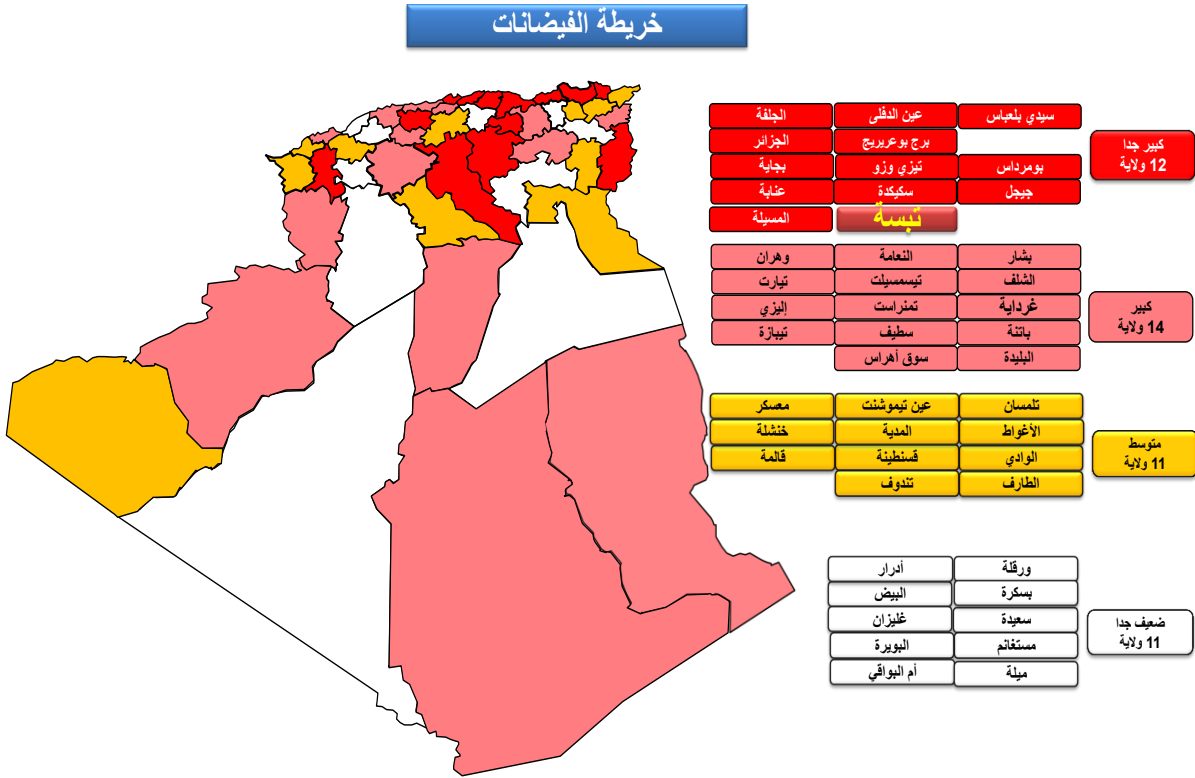 خريطة الفيضانات
سيدي بلعباس عين الدفلى الجلفة
برج بوعريريج الجزائر
بومرداس تيزي وزو بجاية
جيجل سكيكدة عنابة
تبسة المسيلة
كبير جدا
12 ولاية
بشار النعامة وهران
الشلف تيسمسيلت تيارت
غرداية تمنراست إليزي
باتنة سطيف تيبازة
البليدة سوق أهراس
كبير
14 ولاية
تلمسان عين تيموشنت معسكر
الأغواط المدية خنشلة
الوادي قسنطينة قالمة
الطارف تندوف
متوسط
11 ولاية
ورقلة أدرار
بسكرة البيض
سعيدة غليزان
مستغانم البويرة
ميلة أم البواقي
ضعيف جدا
11 ولاية